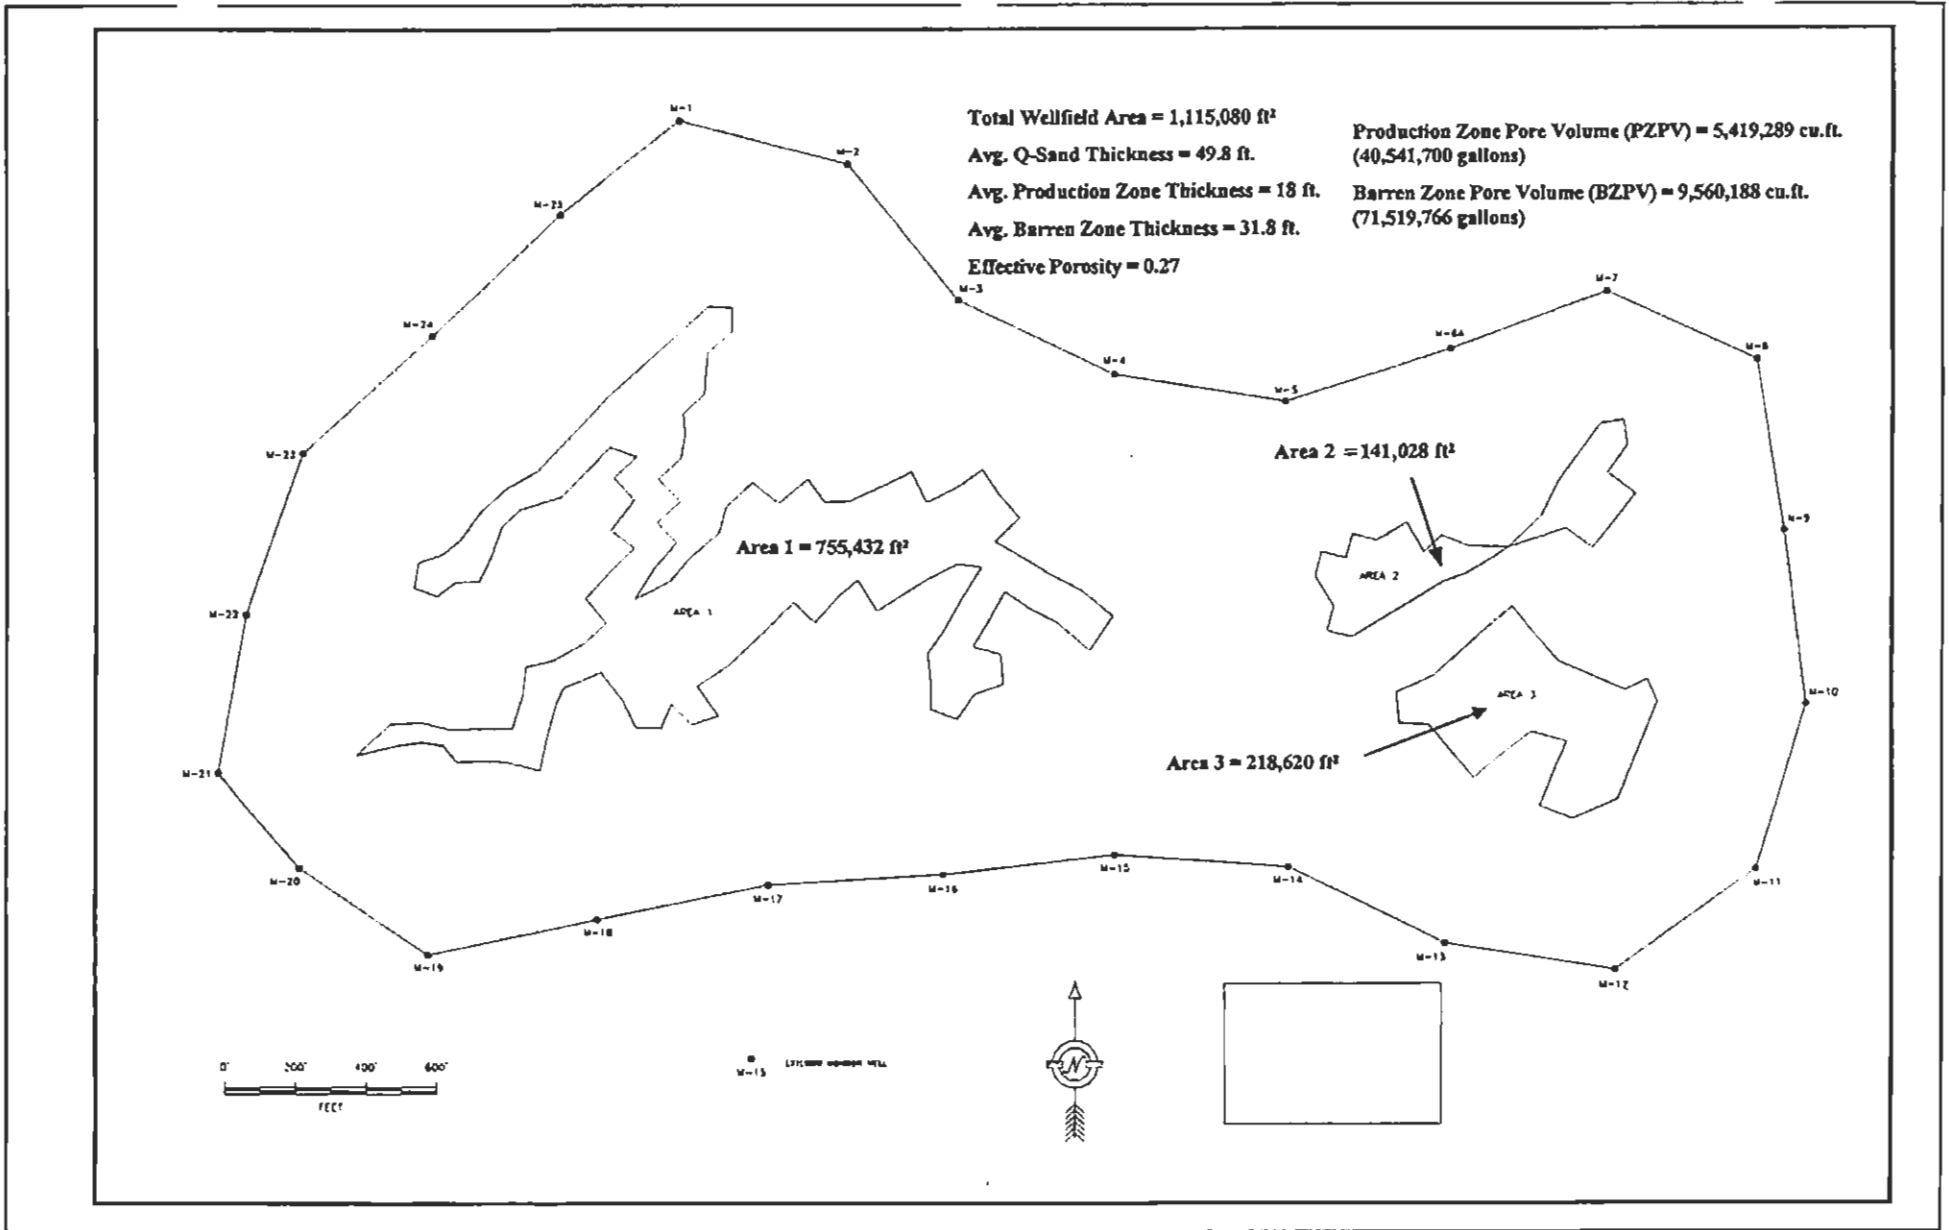 M-1
M-2
Total Wellfield Area = 1,115,080 ft²
Avg. Q-Sand Thickness = 49.8 ft.
Avg. Production Zone Thickness = 18 ft.
Avg. Barren Zone Thickness = 31.8 ft.
Effective Porosity = 0.27
Production Zone Pore Volume (PZPV) = 5,419,289 cu.ft.
(40,541,700 gallons)
Barren Zone Pore Volume (BZPV) = 9,560,188 cu.ft.
(71,519,766 gallons)
M-25
M-3
M-7
M-24
M-6A
M-8
M-4
M-5
M-23
Area 2 =141,028 ft²
M-9
Area 1 = 755,432 ft²
AREA 2
M-22
AREA 1
AREA 3
M-10
Area 3 = 218,620 ft²
M-21
M-20
M-17
M-16
M-15
M-14
M-11
M-18
M-19
M-13
M-12
0' 200' 400' 600'
FEET
M-15
MONITOR WELL
N